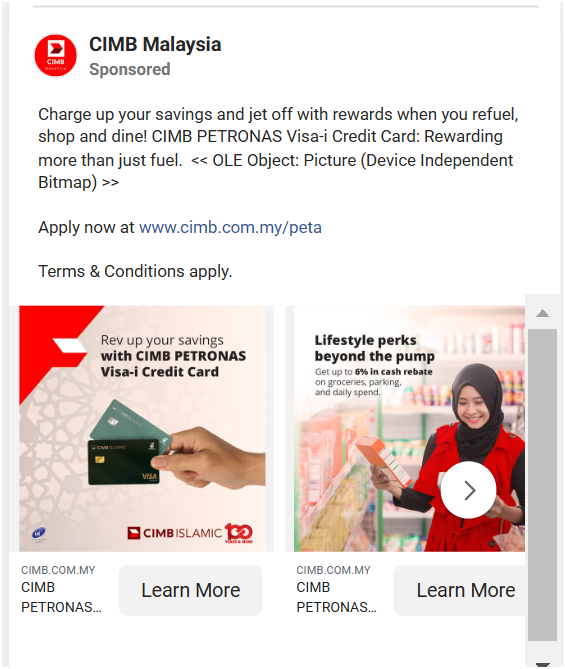 CIMB Malaysia
Sponsored
Charge up your savings and jet off with rewards when you refuel,
shop and dine! CIMB PETRONAS Visa-i Credit Card: Rewarding
more than just fuel.  << OLE Object: Picture (Device Independent
Bitmap) >>
Apply now at www.cimb.com.my/peta
Terms & Conditions apply.
Rev up your savings
with CIMB PETRONAS
Visa-i Credit Card
CIMB ISLAMIC
VISA
CIMB ISLAMIC 100
YEARS & MORE
Lifestyle perks
beyond the pump
Get up to 6% in cash rebate
on groceries, parking,
and daily spend.
CIMB.COM.MY
CIMB
PETRONAS...
Learn More
CIMB.COM.MY
CIMB
PETRONAS...
Learn More